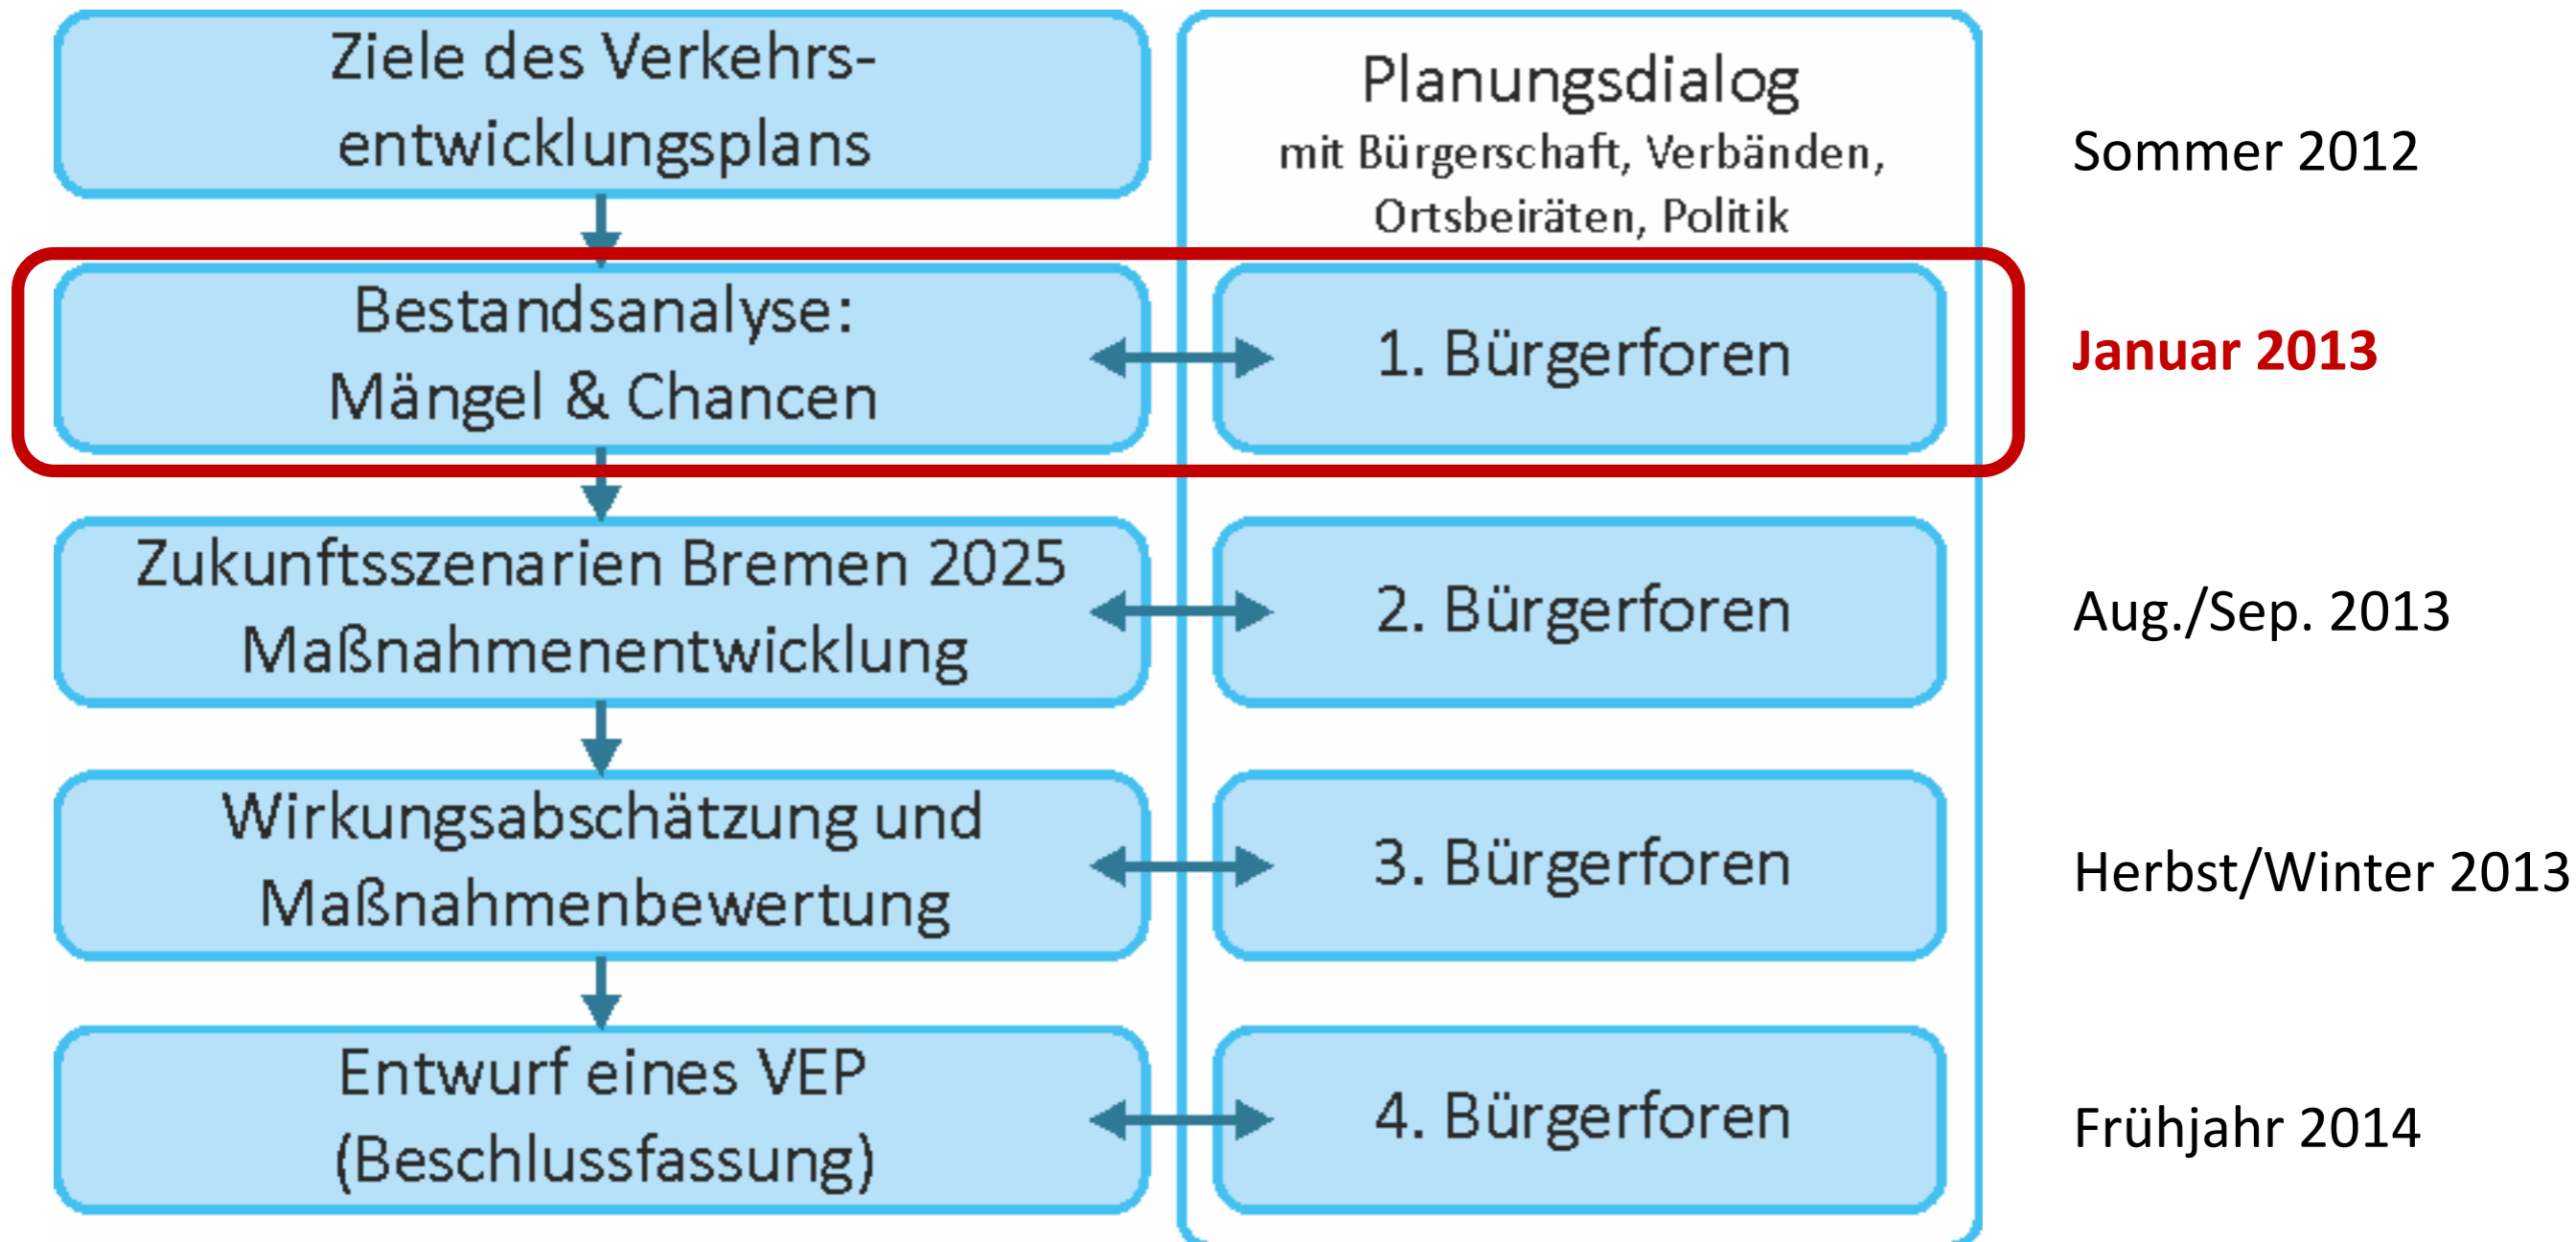 Ziele des Verkehrs-
entwicklungsplans
Planungsdialog
mit Bürgerschaft, Verbänden,
Ortsbeiräten, Politik
Sommer 2012
Bestandsanalyse:
Mängel & Chancen
1. Bürgerforen
Januar 2013
Zukunftsszenarien Bremen 2025
Maßnahmenentwicklung
2. Bürgerforen
Aug./Sep. 2013
Wirkungsabschätzung und
Maßnahmenbewertung
3. Bürgerforen
Herbst/Winter 2013
Entwurf eines VEP
(Beschlussfassung)
4. Bürgerforen
Frühjahr 2014